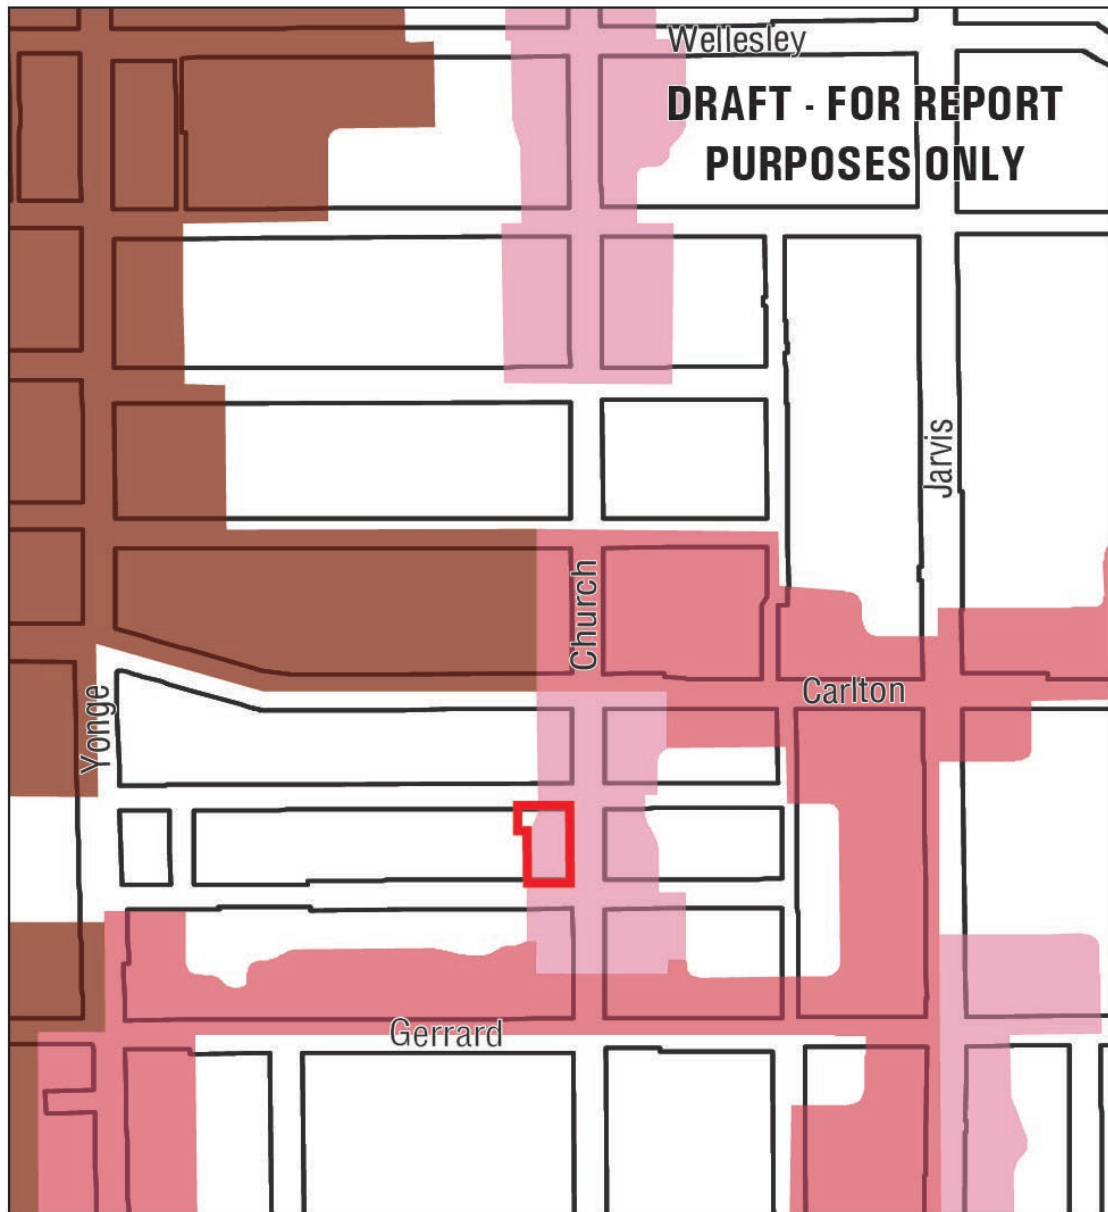 Wellesley
DRAFT - FOR REPORT
PURPOSES ONLY
Jarvis
Church
Carlton
Yonge
Gerrard